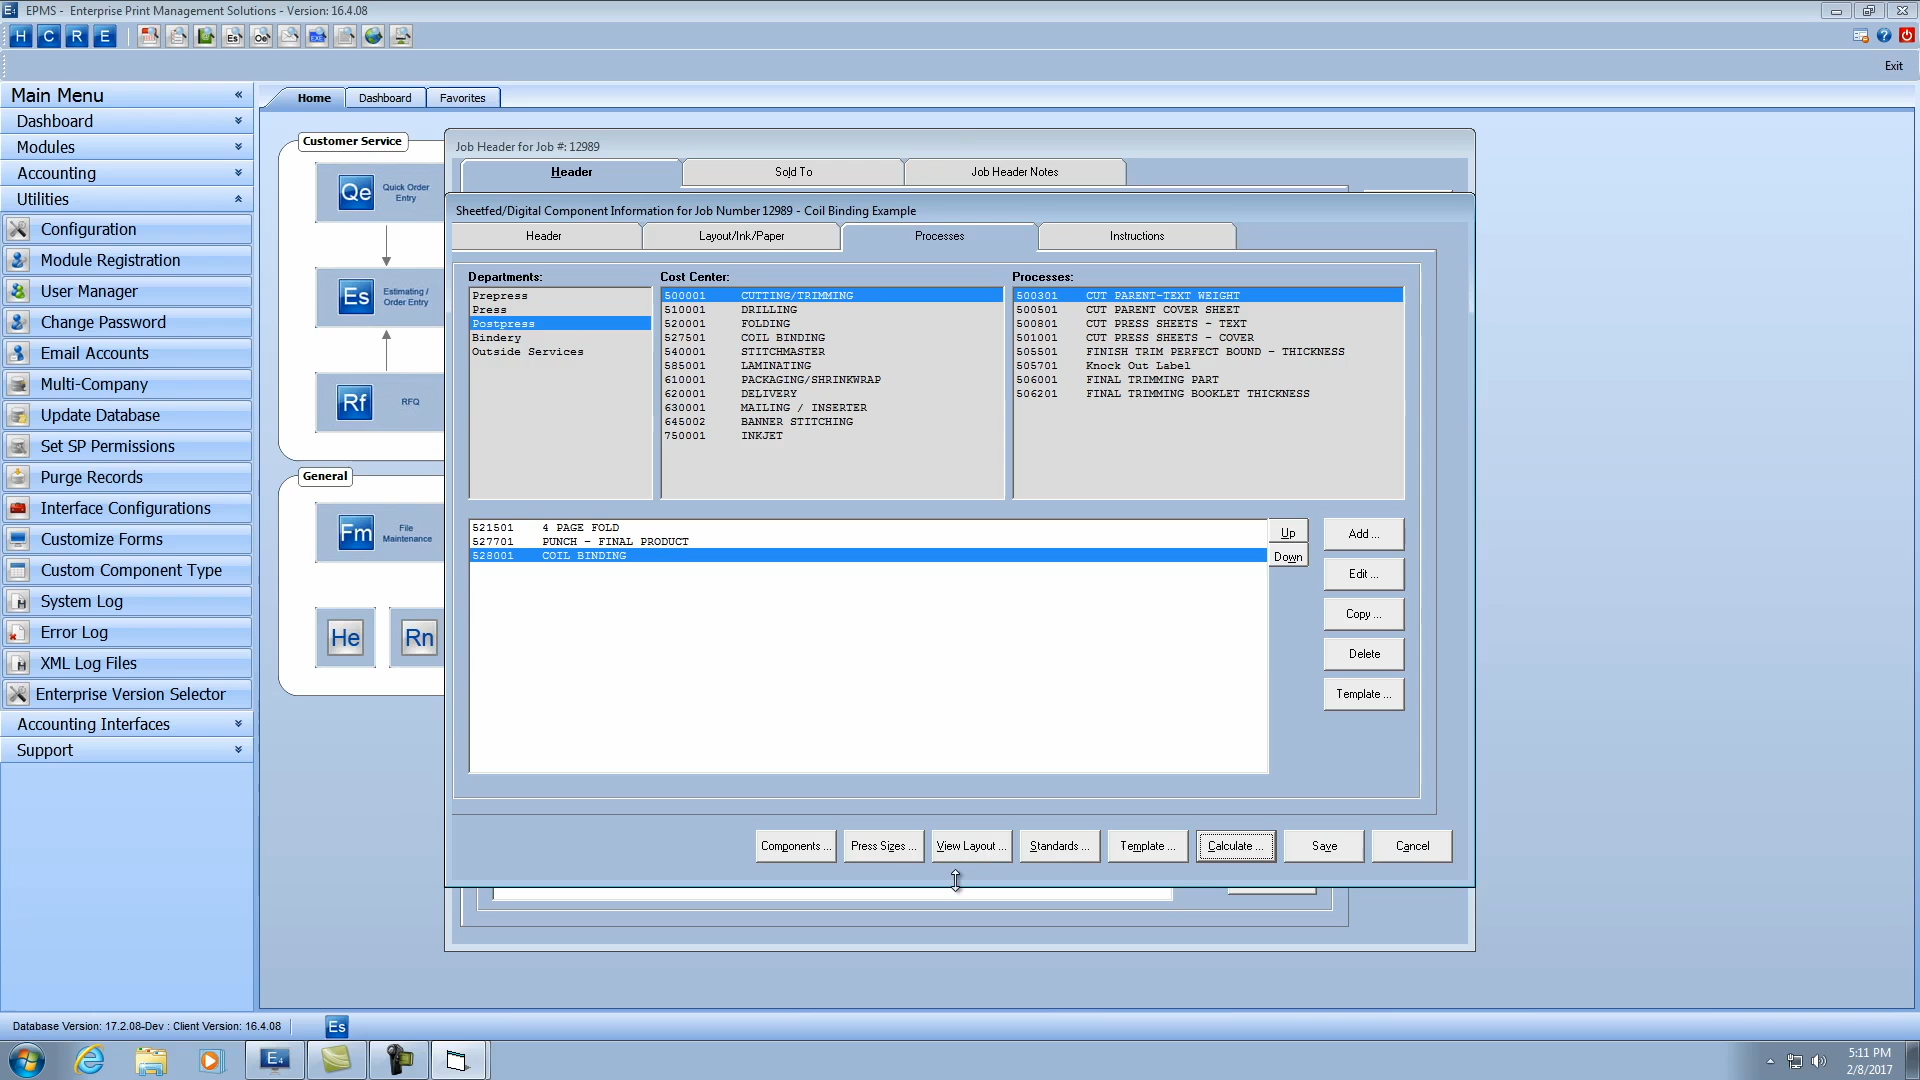 EPMS - Enterprise Print Management Solutions - Version: 16.4.08
H C R E
Exit
Main Menu
Dashboard
Modules
Accounting
Utilities
Configuration
Module Registration
User Manager
Change Password
Email Accounts
Multi-Company
Update Database
Set SP Permissions
Purge Records
Interface Configurations
Customize Forms
Custom Component Type
System Log
Error Log
XML Log Files
Enterprise Version Selector
Accounting Interfaces
Support
Home Dashboard Favorites
Customer Service
Qe Quick Order Entry
Es Estimating / Order Entry
Rf RFQ
General
Fm File Maintenance
He Rn
Job Header for Job #: 12989
Header Sold To Job Header Notes
Sheetfed/Digital Component Information for Job Number 12989 - Coil Binding Example
Header Layout/Ink/Paper Processes Instructions
Departments:
Prepress
Press
Postpress
Bindery
Outside Services
Cost Center:
500001 CUTTING/TRIMMING
510001 DRILLING
520001 FOLDING
527501 COIL BINDING
540001 STITCHMASTER
585001 LAMINATING
610001 PACKAGING/SHRINKWRAP
620001 DELIVERY
630001 MAILING / INSERTER
645002 BANNER STITCHING
750001 INKJET
Processes:
500301 CUT PARENT-TEXT WEIGHT
500501 CUT PARENT COVER SHEET
500801 CUT PRESS SHEETS - TEXT
501001 CUT PRESS SHEETS - COVER
505501 FINISH TRIM PERFECT BOUND - THICKNESS
505701 Knock Out Label
506001 FINAL TRIMMING PART
506201 FINAL TRIMMING BOOKLET THICKNESS
521501 4 PAGE FOLD
527701 PUNCH - FINAL PRODUCT
528001 COIL BINDING
Up
Down
Add ...
Edit ...
Copy ...
Delete
Template ...
Components ... Press Sizes ... View Layout ... Standards ... Template ... Calculate ... Save Cancel
Database Version: 17.2.08-Dev : Client Version: 16.4.08
Es
5:11 PM
2/8/2017